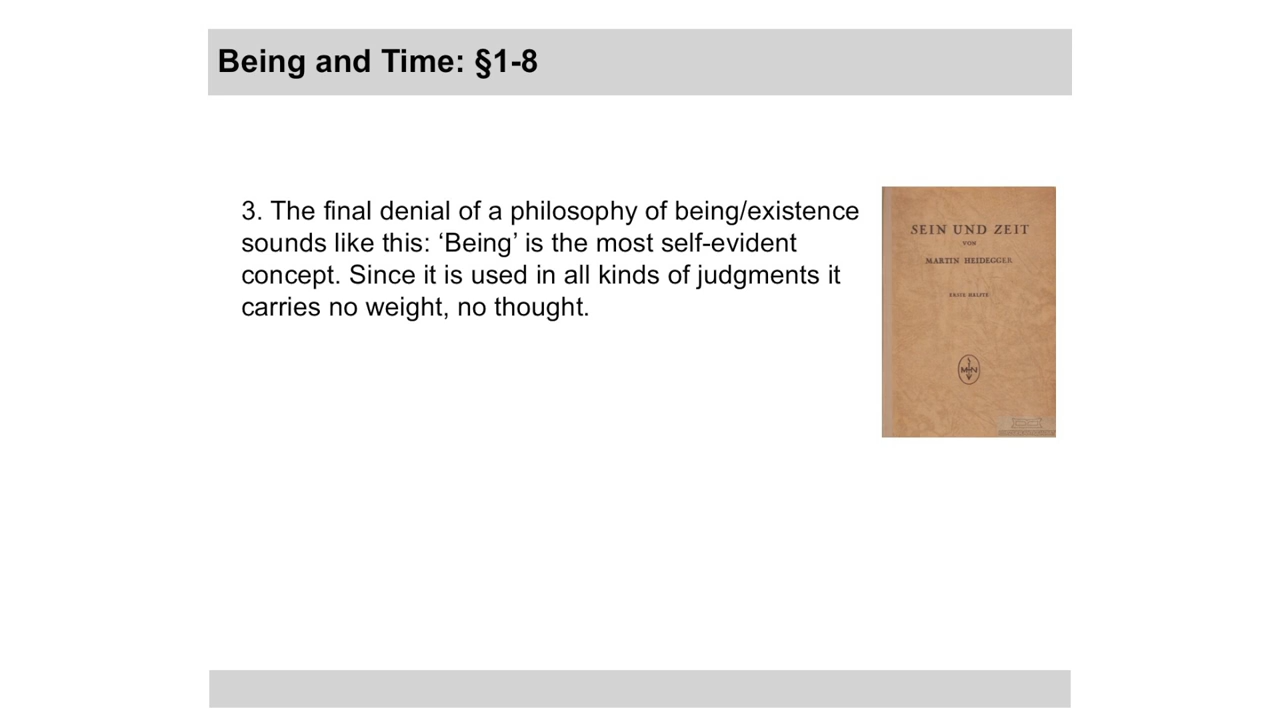 Being and Time: §1-8
3. The final denial of a philosophy of being/existence
sounds like this: ‘Being’ is the most self-evident
concept. Since it is used in all kinds of judgments it
carries no weight, no thought.
SEIN UND ZEIT
VON
MARTIN HEIDEGGER
ERSTE HÄLFTE